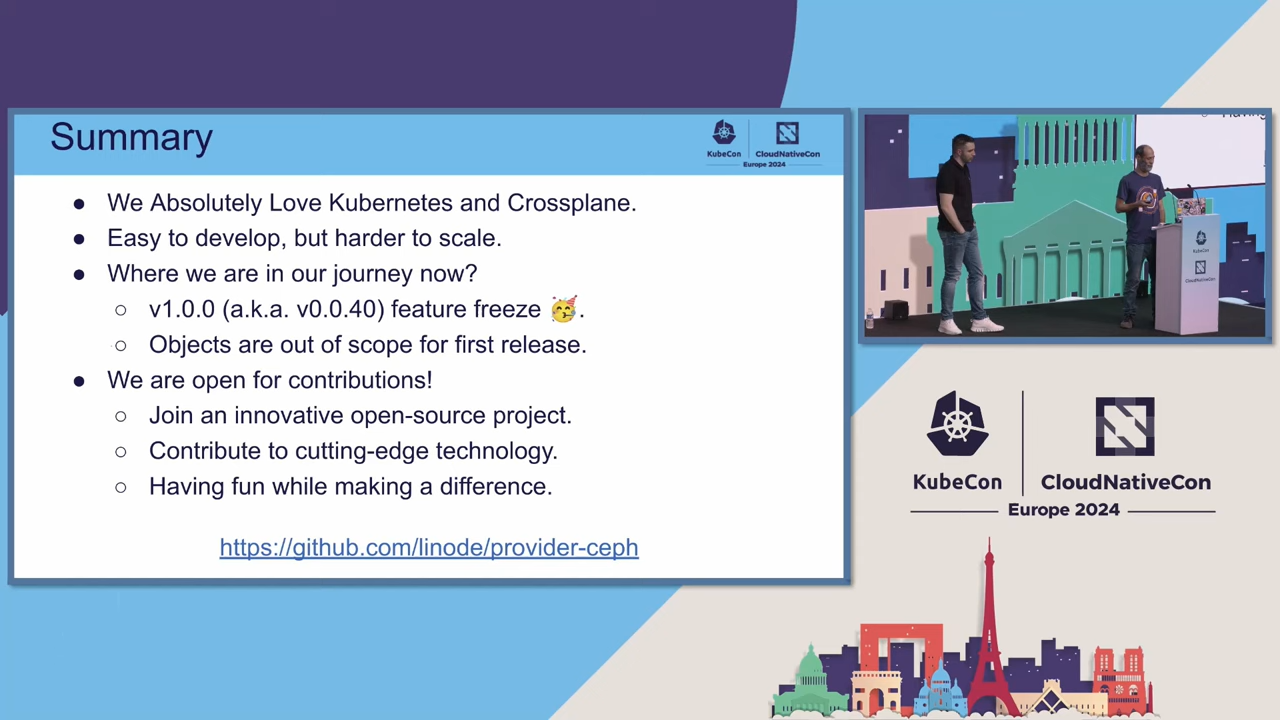 Summary
KubeCon
CloudNativeCon
Europe 2024
● We Absolutely Love Kubernetes and Crossplane.
● Easy to develop, but harder to scale.
● Where we are in our journey now?
○ v1.0.0 (a.k.a. v0.0.40) feature freeze 🥳.
○ Objects are out of scope for first release.
● We are open for contributions!
○ Join an innovative open-source project.
○ Contribute to cutting-edge technology.
○ Having fun while making a difference.
https://github.com/linode/provider-ceph
KubeCon
CloudNativeCon
KubeCon
CloudNativeCon
Europe 2024